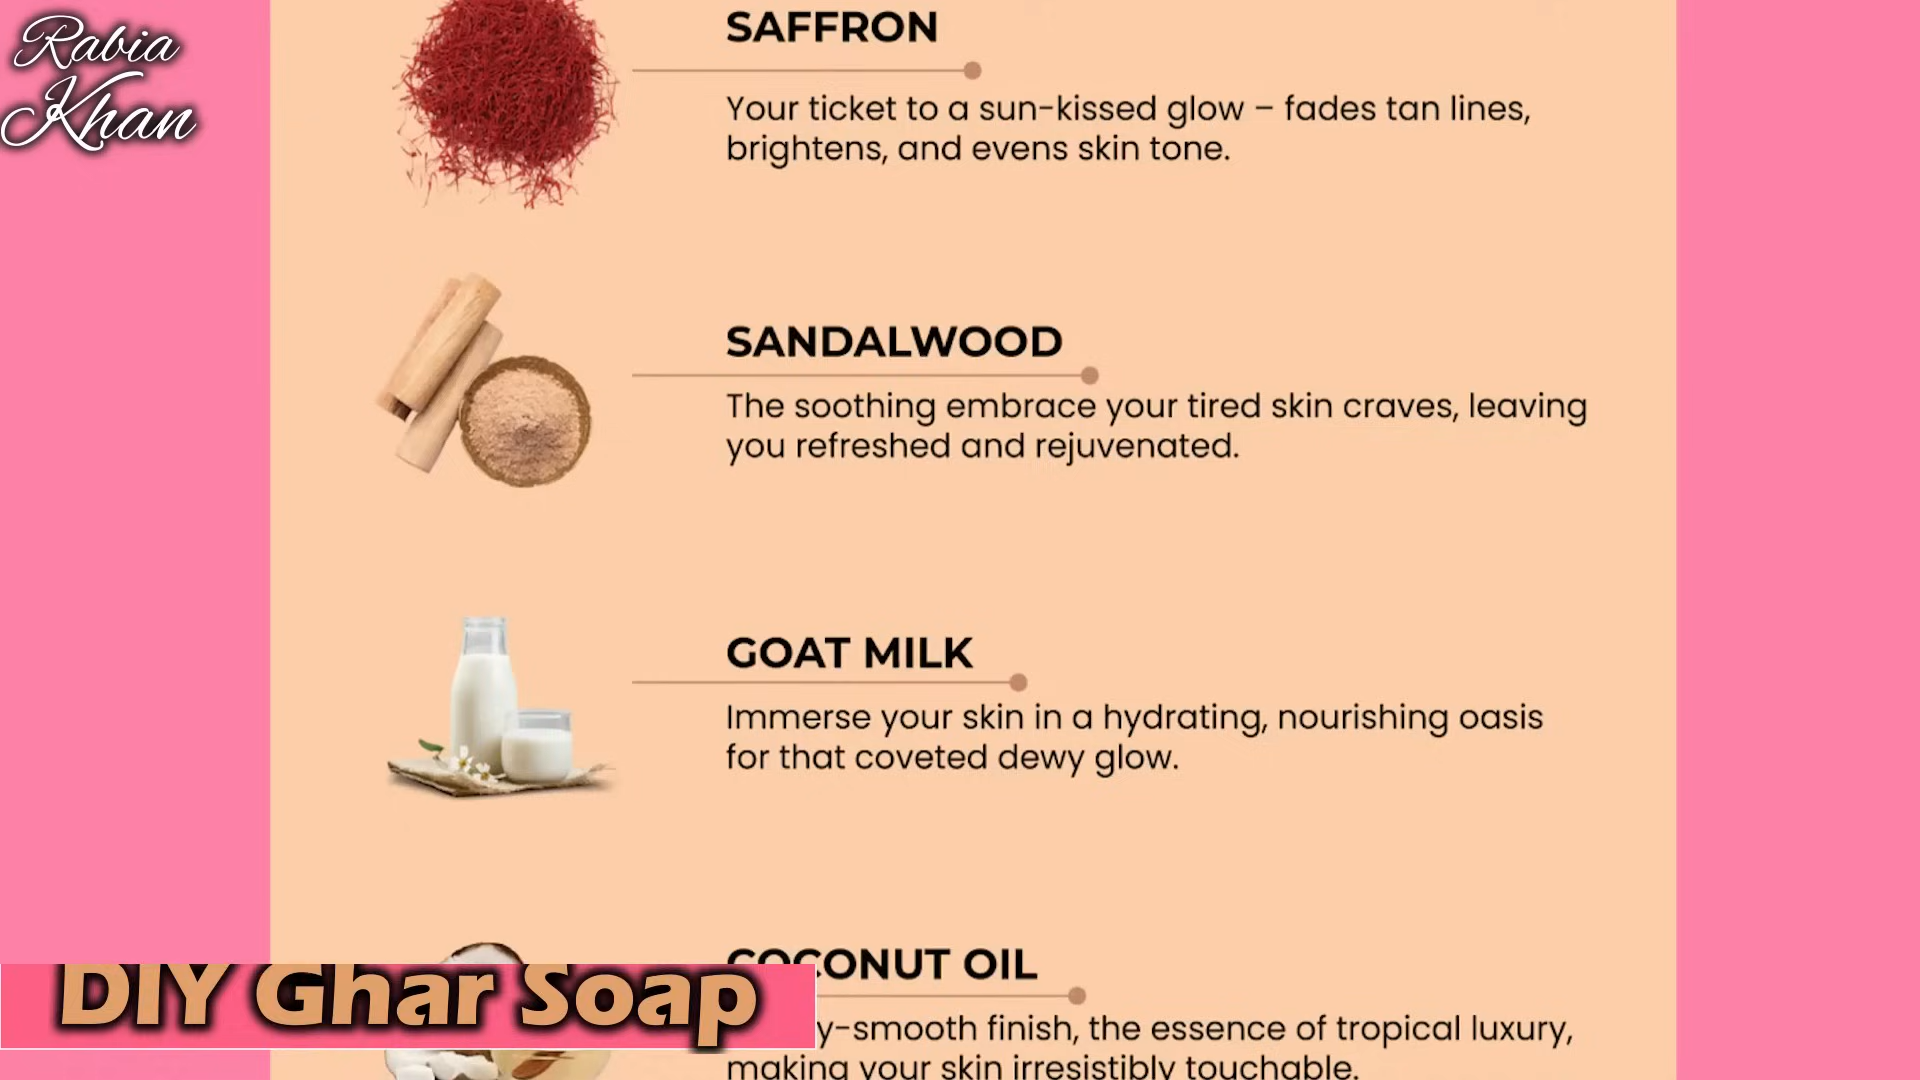 Rabia
Khan
SAFFRON
Your ticket to a sun-kissed glow – fades tan lines,
brightens, and evens skin tone.
SANDALWOOD
The soothing embrace your tired skin craves, leaving
you refreshed and rejuvenated.
GOAT MILK
Immerse your skin in a hydrating, nourishing oasis
for that coveted dewy glow.
COCONUT OIL
y-smooth finish, the essence of tropical luxury,
making your skin irresistibly touchable.
DIY Ghar Soap